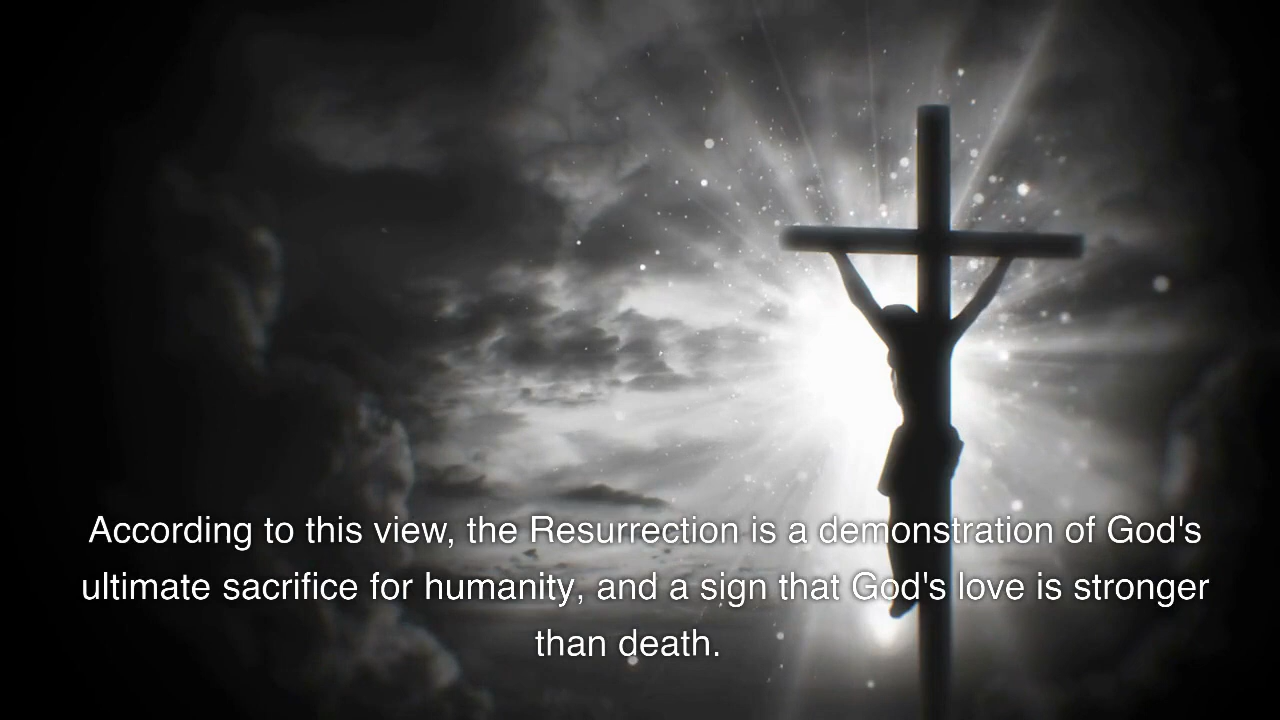 According to this view, the Resurrection is a demonstration of God's
ultimate sacrifice for humanity, and a sign that God's love is stronger
than death.